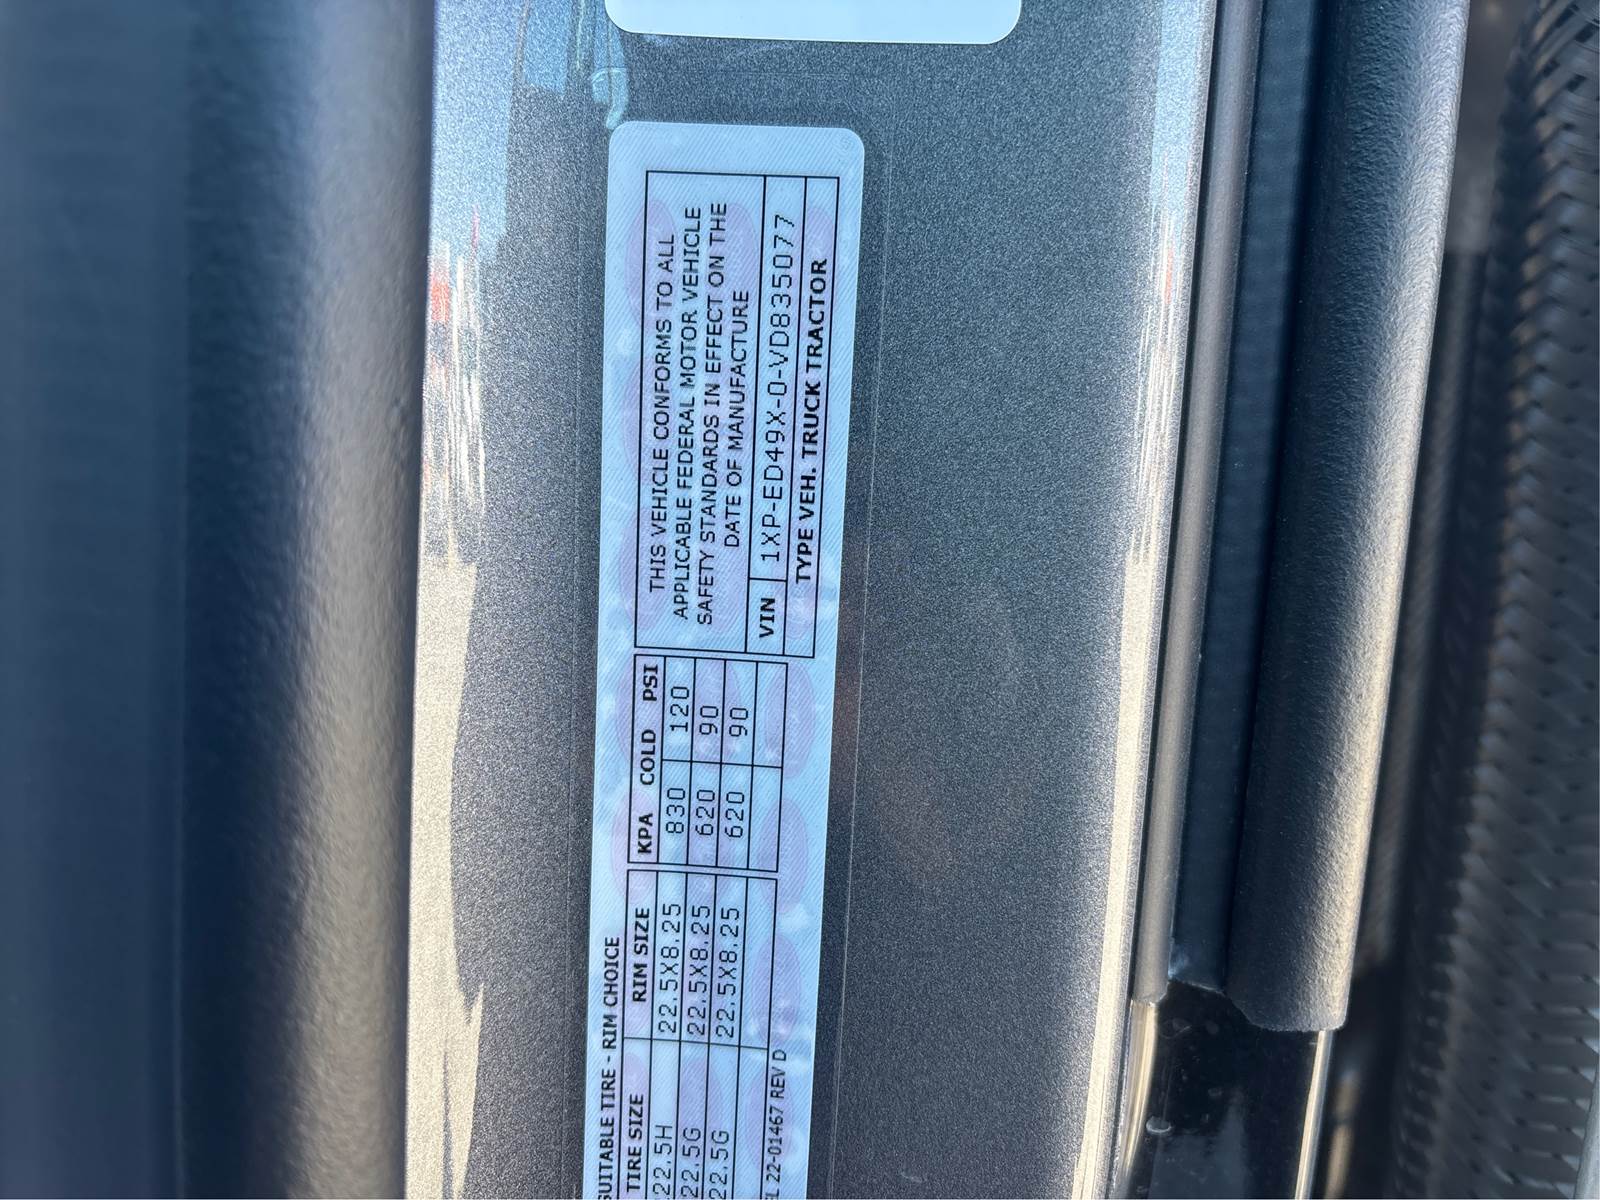 SUITABLE TIRE - RIM CHOICE
TIRE SIZE RIM SIZE KPA COLD PSI
22.5H 22.5X8.25 830 120
22.5G 22.5X8.25 620 90
22.5G 22.5X8.25 620 90
22-01467 REV D
THIS VEHICLE CONFORMS TO ALL
APPLICABLE FEDERAL MOTOR VEHICLE
SAFETY STANDARDS IN EFFECT ON THE
DATE OF MANUFACTURE
VIN 1XP-ED49X-0-VD835077
TYPE VEH. TRUCK TRACTOR